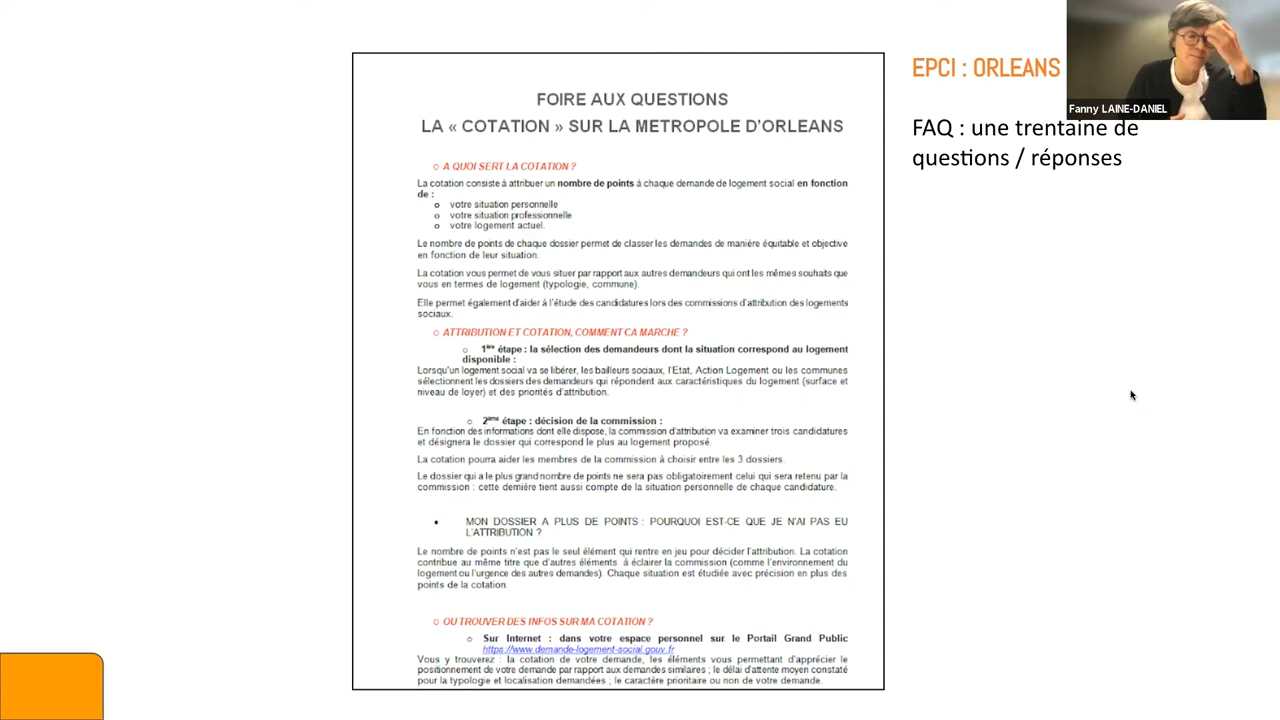 FOIRE AUX QUESTIONS
LA « COTATION » SUR LA METROPOLE D'ORLEANS
o A QUOI SERT LA COTATION ?
La cotation consiste à attribuer un nombre de points à chaque demande de logement social en fonction
de :
o votre situation personnelle
o votre situation professionnelle
o votre logement actuel.
Le nombre de points de chaque dossier permet de classer les demandes de manière équitable et objective
en fonction de leur situation.
La cotation vous permet de vous situer par rapport aux autres demandeurs qui ont les mêmes souhaits que
vous en termes de logement (typologie, commune).
Elle permet également d'aider à l'étude des candidatures lors des commissions d'attribution des logements
sociaux.
o ATTRIBUTION ET COTATION, COMMENT CA MARCHE ?
o 1ère étape : la sélection des demandeurs dont la situation correspond au logement
disponible :
Lorsqu'un logement social va se libérer, les bailleurs sociaux, l'Etat, Action Logement ou les communes
sélectionnent les dossiers des demandeurs qui répondent aux caractéristiques du logement (surface et
niveau de loyer) et des priorités d'attribution.
o 2ème étape : décision de la commission :
En fonction des informations dont elle dispose, la commission d'attribution va examiner trois candidatures
et désignera le dossier qui correspond le plus au logement proposé.
La cotation pourra aider les membres de la commission à choisir entre les 3 dossiers.
Le dossier qui a le plus grand nombre de points ne sera pas obligatoirement celui qui sera retenu par la
commission : cette dernière tient aussi compte de la situation personnelle de chaque candidature.
• MON DOSSIER A PLUS DE POINTS : POURQUOI EST-CE QUE JE N'AI PAS EU
L'ATTRIBUTION ?
Le nombre de points n'est pas le seul élément qui rentre en jeu pour décider l'attribution. La cotation
contribue au même titre que d'autres éléments à éclairer la commission (comme l'environnement du
logement ou l'urgence des autres demandes). Chaque situation est étudiée avec précision en plus des
points de la cotation.
o OU TROUVER DES INFOS SUR MA COTATION ?
o Sur Internet : dans votre espace personnel sur le Portail Grand Public
https://www.demande-logement-social.gouv.fr
Vous y trouverez : la cotation de votre demande, les éléments vous permettant d'apprécier le
positionnement de votre demande par rapport aux demandes similaires ; le délai d'attente moyen constaté
pour la typologie et localisation demandées ; le caractère prioritaire ou non de votre demande.
EPCI : ORLEANS
FAQ : une trentaine de
questions / réponses
Fanny LAINE-DANIEL